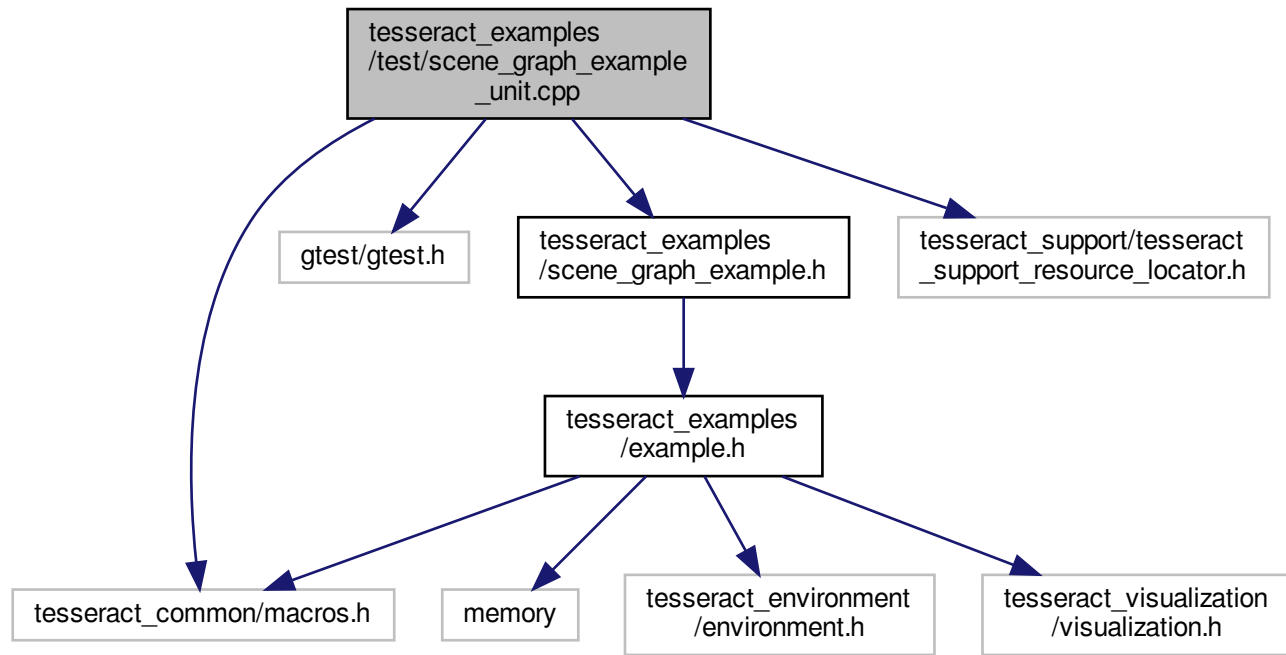 tesseract_examples
/test/scene_graph_example
_unit.cpp
gtest/gtest.h
tesseract_examples
/scene_graph_example.h
tesseract_support/tesseract
_support_resource_locator.h
tesseract_examples
/example.h
tesseract_common/macros.h
memory
tesseract_environment
/environment.h
tesseract_visualization
/visualization.h